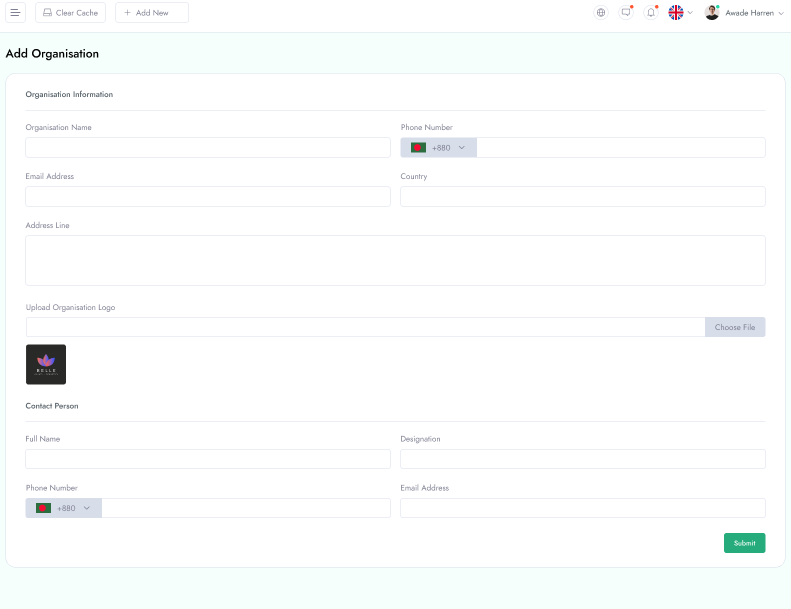 Clear Cache
Add New
Awade Harren
Add Organisation
Organisation Information
Organisation Name
Phone Number
+880
Email Address
Country
Address Line
Upload Organisation Logo
Choose File
BELLE
Contact Person
Full Name
Designation
Phone Number
+880
Email Address
Submit